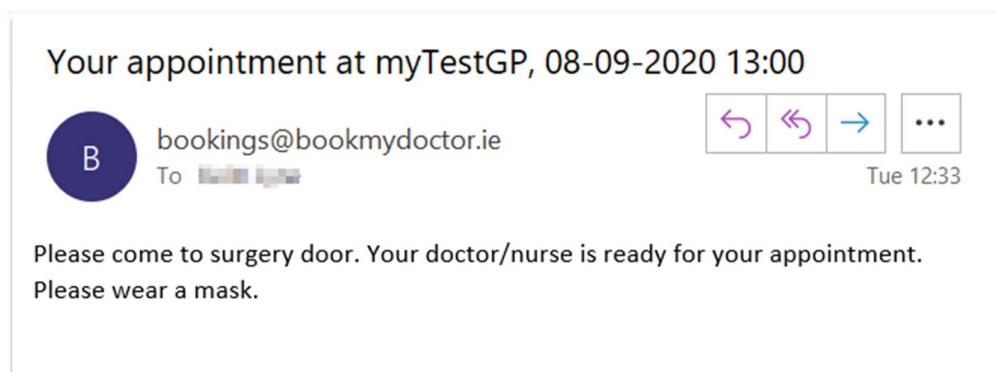 Your appointment at myTestGP, 08-09-2020 13:00
B
bookings@bookmydoctor.ie
To
Tue 12:33
Please come to surgery door. Your doctor/nurse is ready for your appointment.
Please wear a mask.